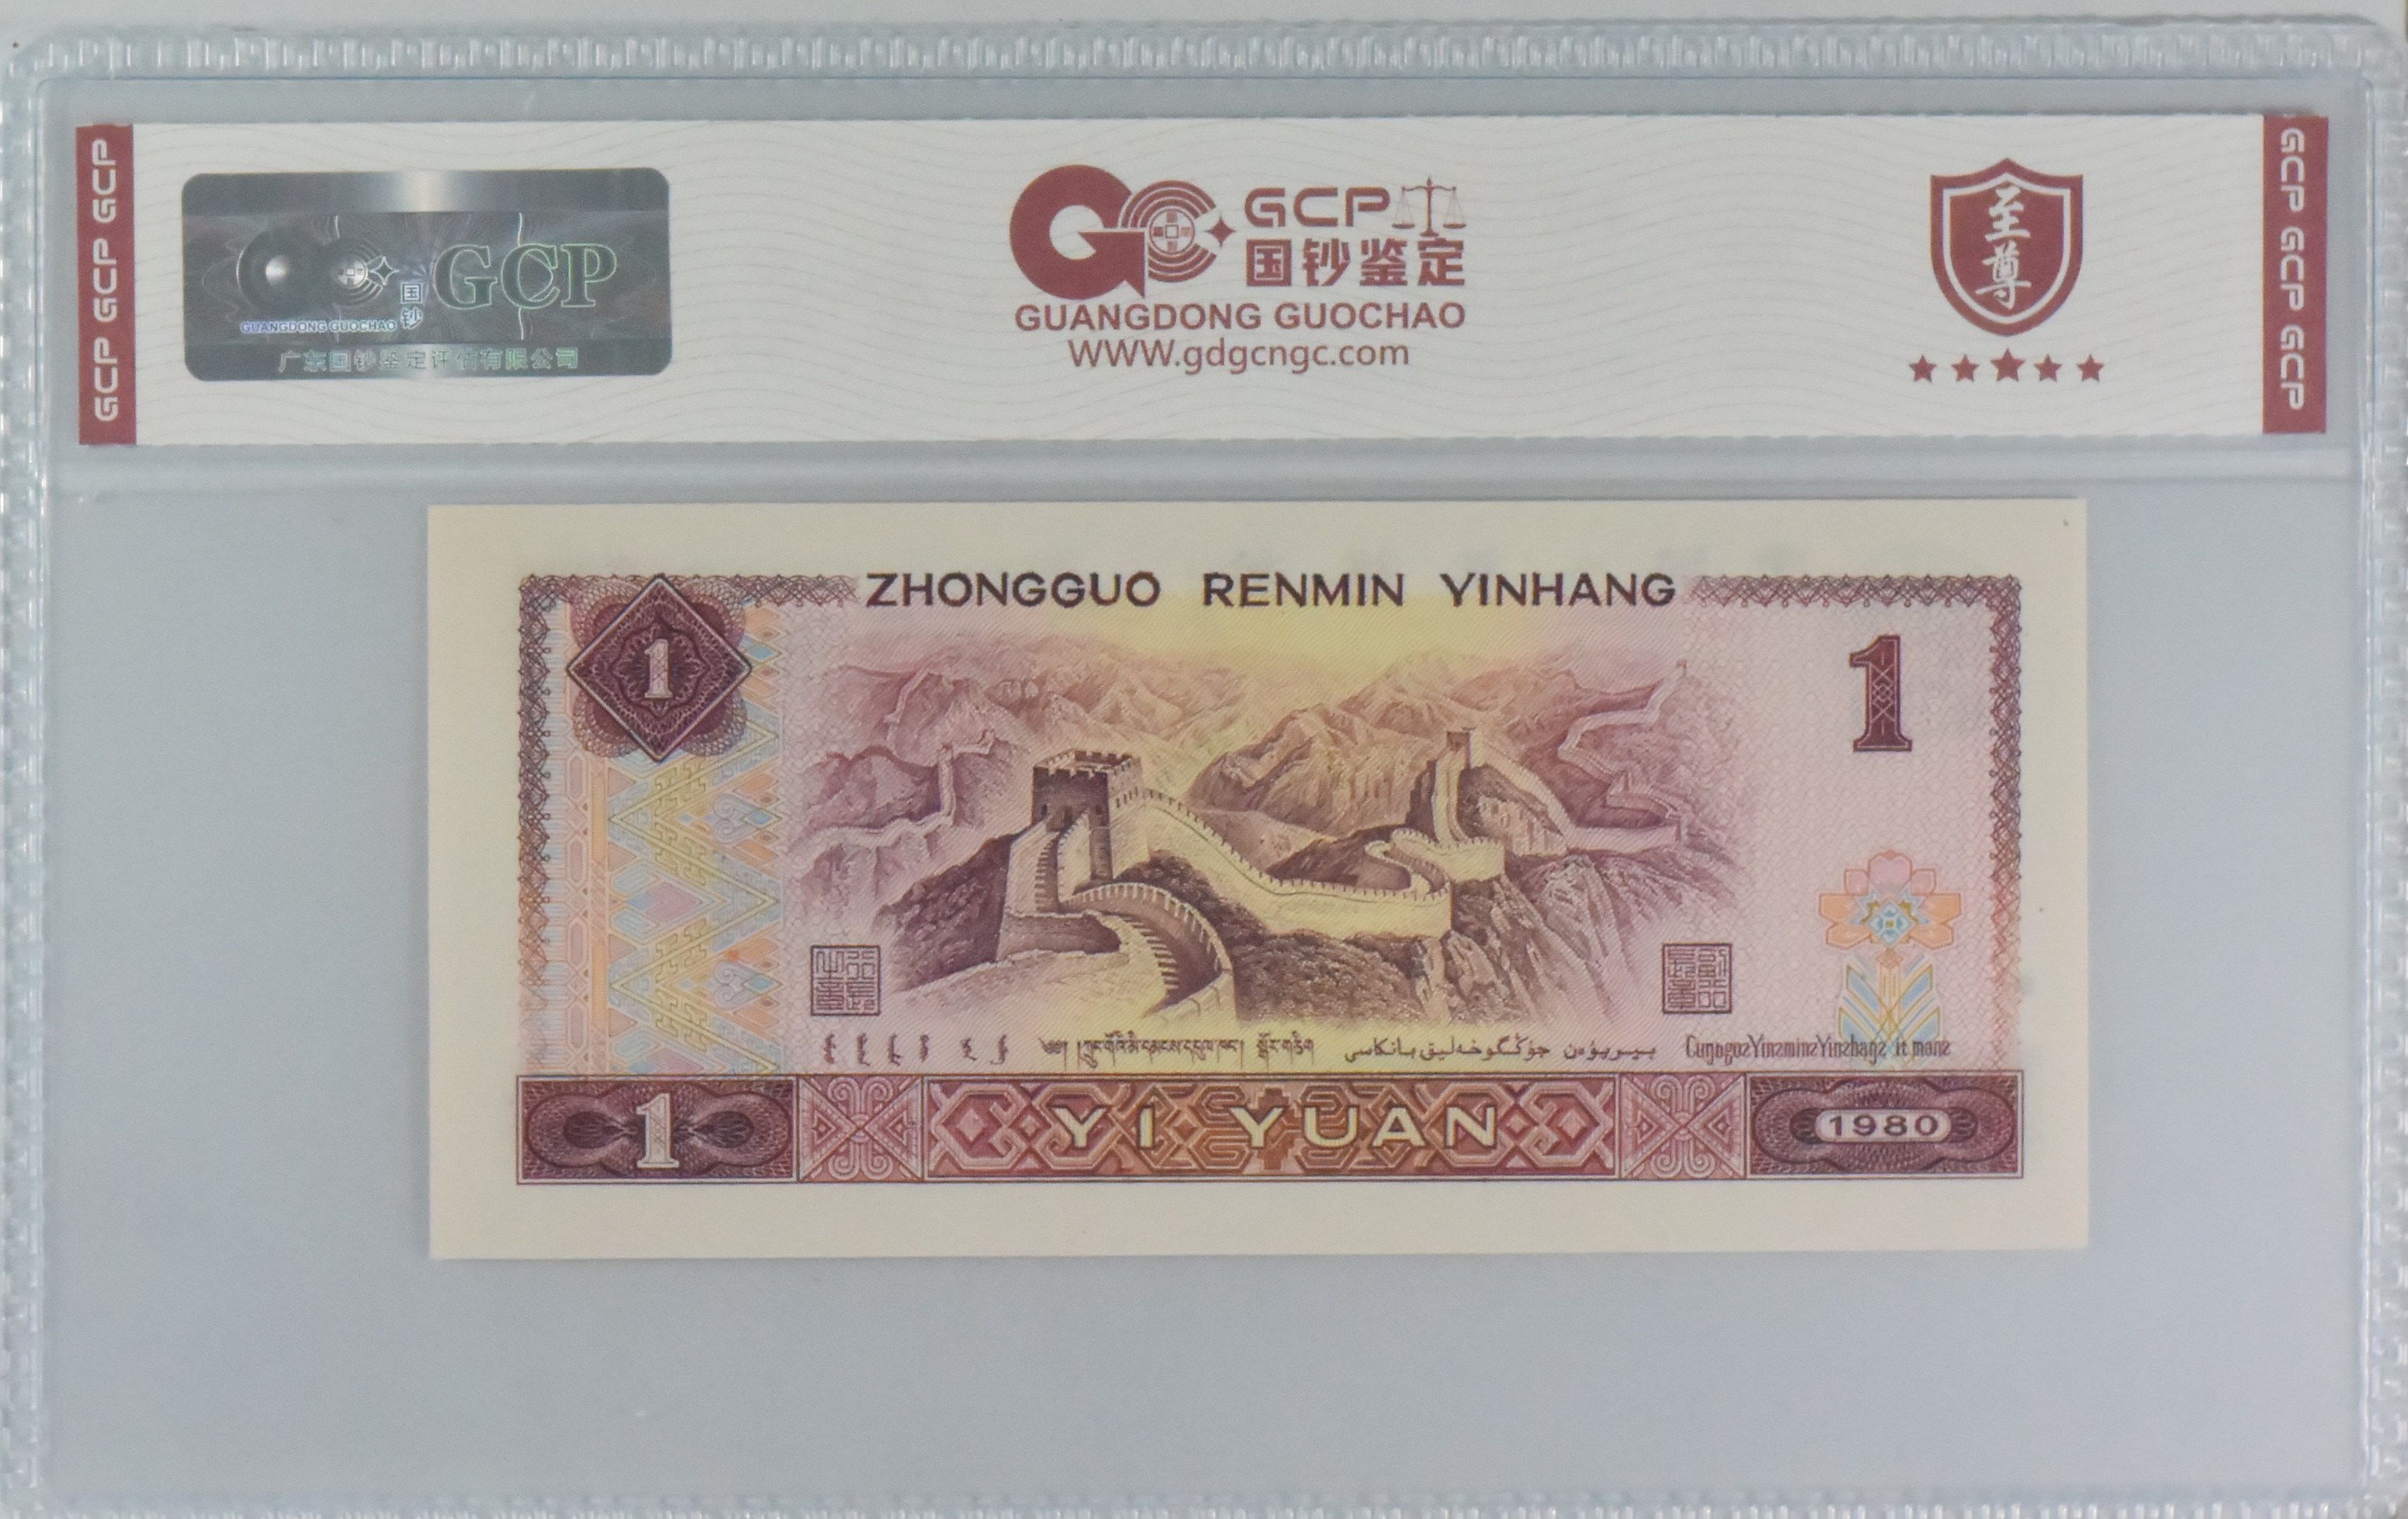 GCP GCP GCP
GCP
国钞
GUANGDONG GUOCHAO
广东国钞鉴定评估有限公司
GCP
国钞鉴定
GUANGDONG GUOCHAO
WWW.gdgcngc.com
至尊
GCP GCP GCP
ZHONGGUO RENMIN YINHANG
1
1
YI YUAN
1
1980